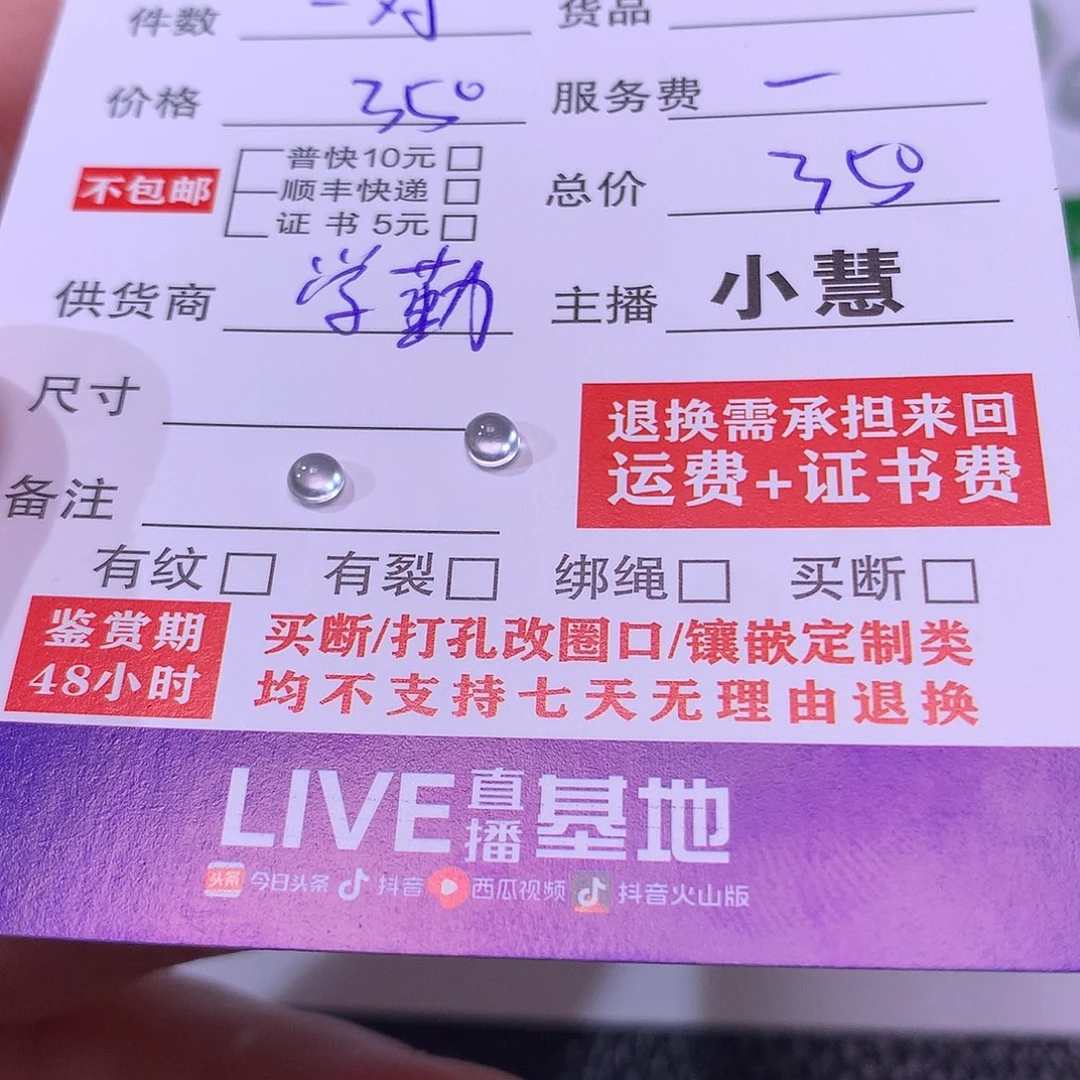 件数 一对 货品
价格 350 服务费 一
不包邮 普快10元 □
顺丰快递 □
证书 5元 □
总价 350
供货商 学勤 主播 小慧
尺寸
备注
退换需承担来回
运费+证书费
有纹 □ 有裂 □ 绑绳 □ 买断 □
鉴赏期
48小时
买断/打孔改圈口/镶嵌定制类
均不支持七天无理由退换
LIVE直播基地
头条 今日头条 抖音 西瓜视频 抖音火山版